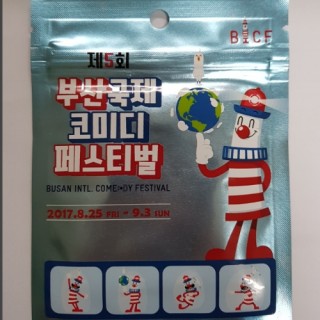 BICF
제5회
부산국제
코미디
페스티벌
BUSAN INTL. COMEDY FESTIVAL
2017.8.25 FRI - 9.3 SUN